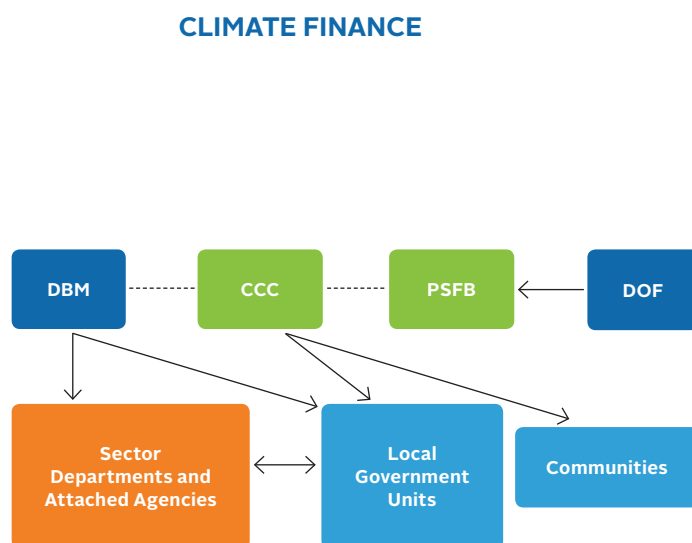 CLIMATE FINANCE
DBM
CCC
PSFB
DOF
Sector
Departments and
Attached Agencies
Local
Government
Units
Communities